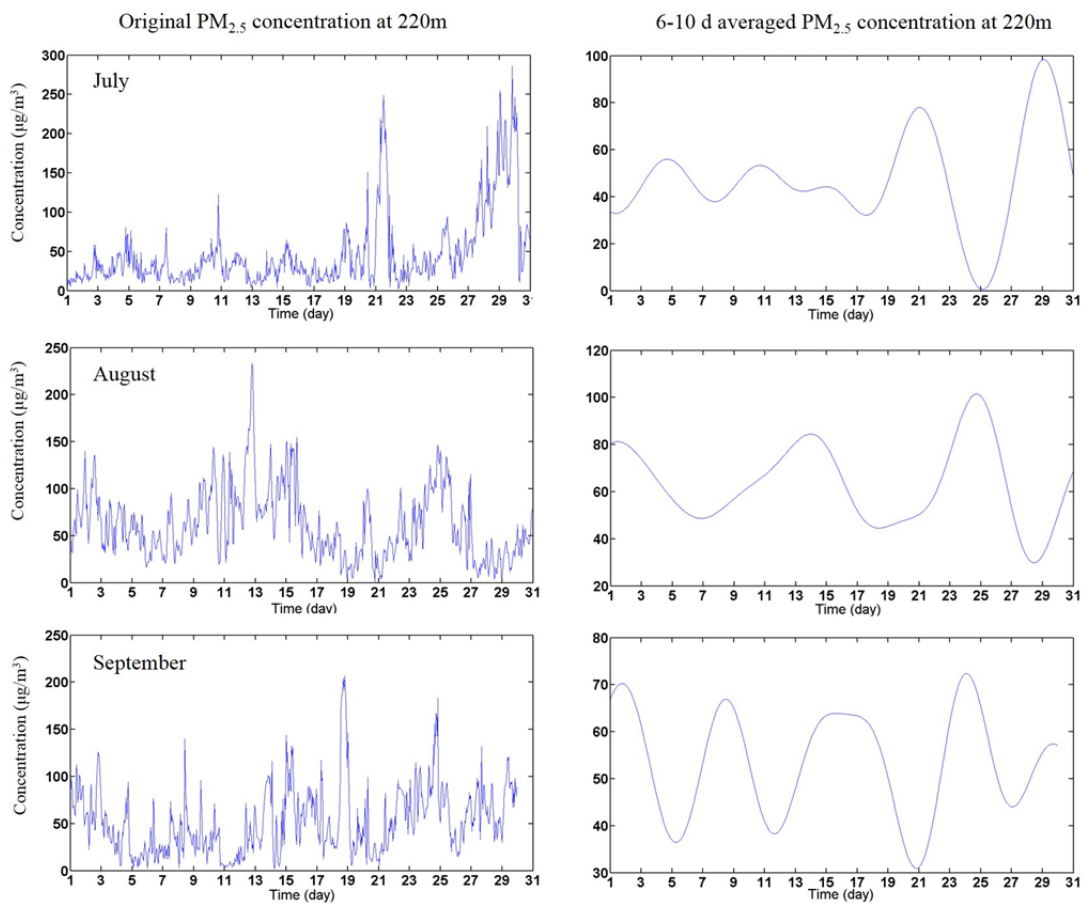 Original PM2.5 concentration at 220m
6-10 d averaged PM2.5 concentration at 220m
July
Concentration (μg/m³)
300
250
200
150
100
50
0
1 3 5 7 9 11 13 15 17 19 21 23 25 27 29 31
Time (day)
100
80
60
40
20
0
1 3 5 7 9 11 13 15 17 19 21 23 25 27 29 31
Time (day)
August
Concentration (μg/m³)
250
200
150
100
50
0
1 3 5 7 9 11 13 15 17 19 21 23 25 27 29 31
Time (day)
120
100
80
60
40
20
1 3 5 7 9 11 13 15 17 19 21 23 25 27 29 31
Time (day)
September
Concentration (μg/m³)
250
200
150
100
50
0
1 3 5 7 9 11 13 15 17 19 21 23 25 27 29 31
Time (day)
80
70
60
50
40
30
1 3 5 7 9 11 13 15 17 19 21 23 25 27 29 31
Time (day)